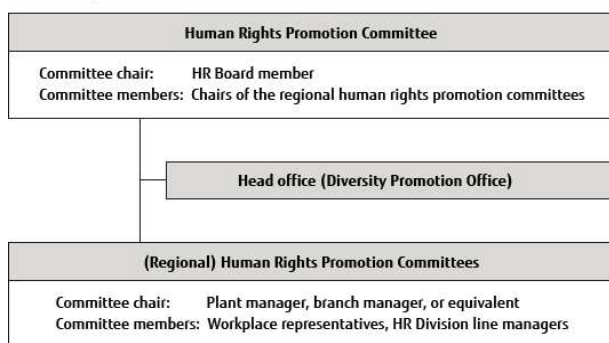 Human Rights Promotion Committee
Committee chair: HR Board member
Committee members: Chairs of the regional human rights promotion committees
Head office (Diversity Promotion Office)
(Regional) Human Rights Promotion Committees
Committee chair: Plant manager, branch manager, or equivalent
Committee members: Workplace representatives, HR Division line managers